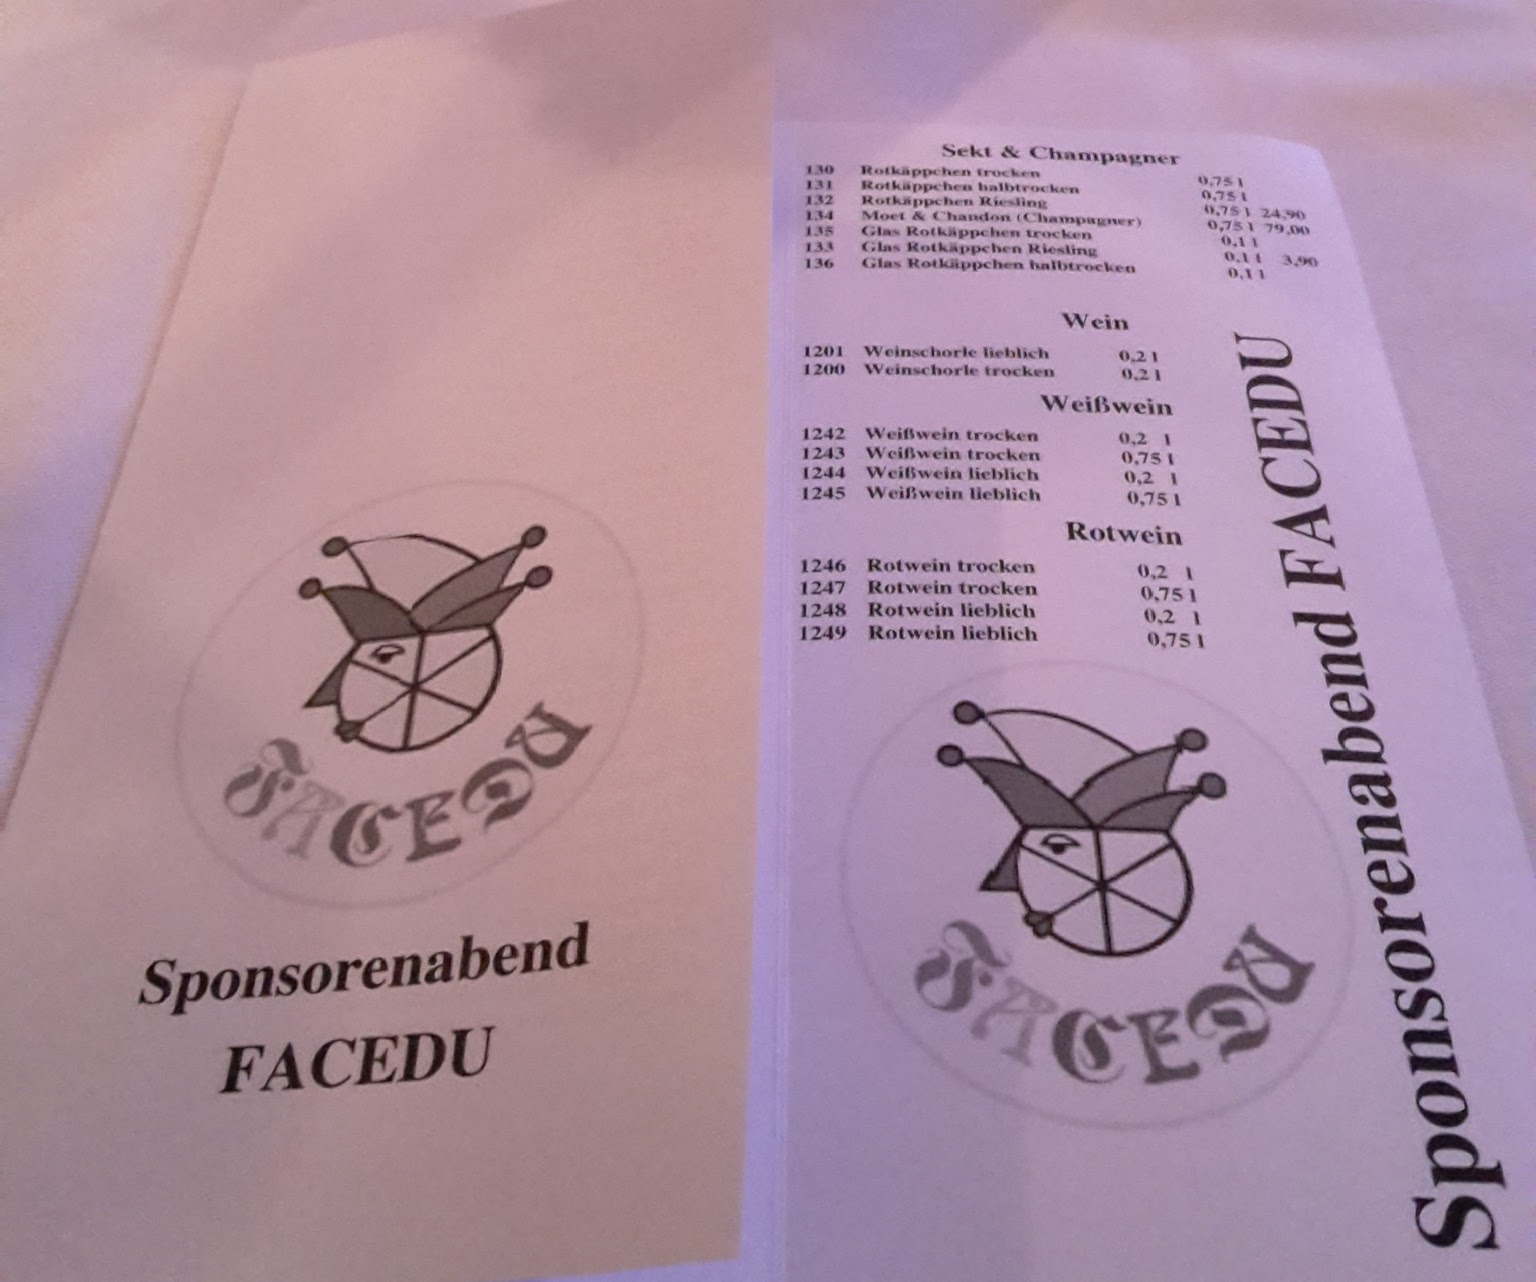 FACEDU
Sponsorenabend
FACEDU
Sekt & Champagner
130 Rotkäppchen trocken 0,75 l
131 Rotkäppchen halbtrocken 0,75 l
132 Rotkäppchen Riesling 0,75 l 24,90
134 Moet & Chandon (Champagner) 0,75 l 79,00
135 Glas Rotkäppchen trocken 0,1 l
133 Glas Rotkäppchen Riesling 0,1 l 3,90
136 Glas Rotkäppchen halbtrocken 0,1 l
Wein
1201 Weinschorle lieblich 0,2 l
1200 Weinschorle trocken 0,2 l
Weißwein
1242 Weißwein trocken 0,2 l
1243 Weißwein trocken 0,75 l
1244 Weißwein lieblich 0,2 l
1245 Weißwein lieblich 0,75 l
Rotwein
1246 Rotwein trocken 0,2 l
1247 Rotwein trocken 0,75 l
1248 Rotwein lieblich 0,2 l
1249 Rotwein lieblich 0,75 l
FACEDU
Sponsorenabend FACEDU